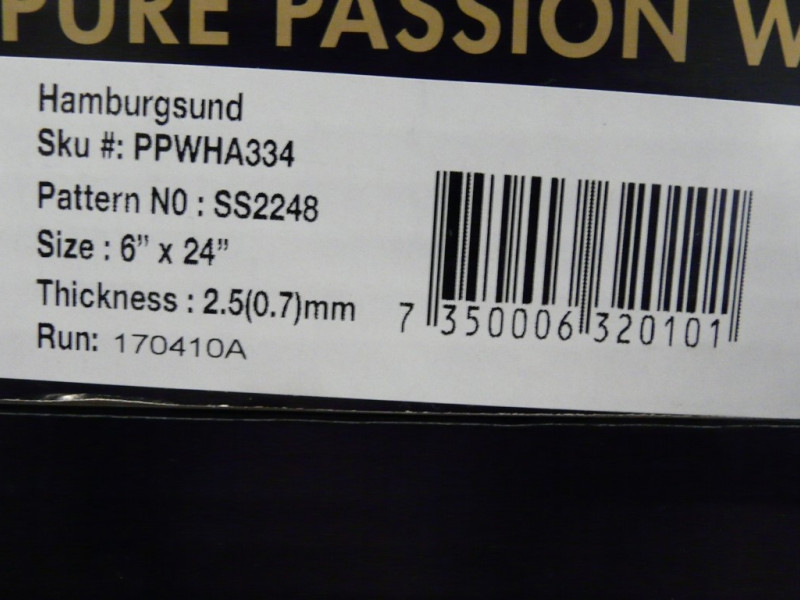 PURE PASSION W
Hamburgsund
Sku #: PPWHA334
Pattern N0 : SS2248
Size : 6" x 24"
Thickness : 2.5(0.7)mm
Run: 170410A
7 350006 320101